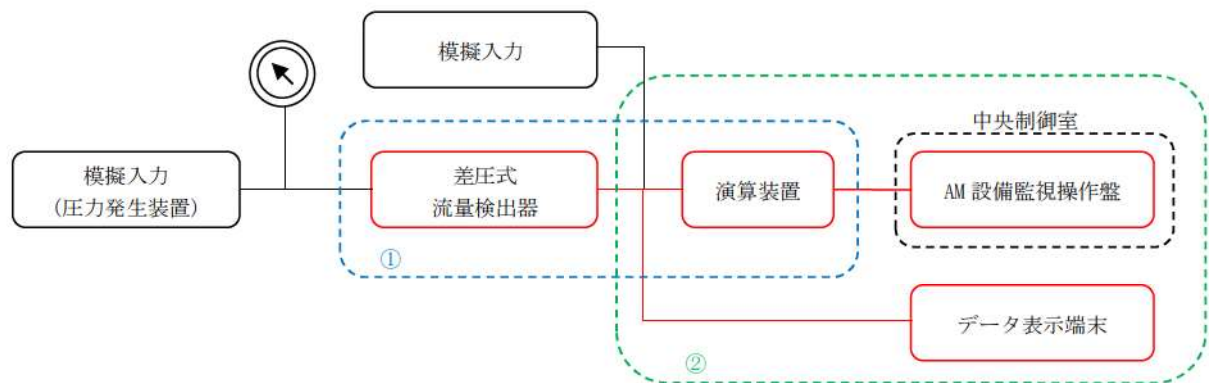 模擬入力
中央制御室
模擬入力
(圧力発生装置)
差圧式
流量検出器
演算装置
AM 設備監視操作盤
①
データ表示端末
②